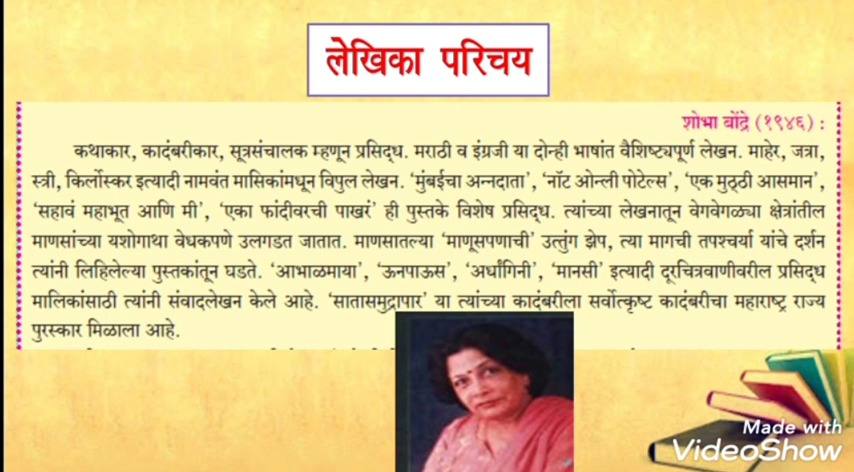 लेखिका परिचय
शोभा बोंद्रे (१९४६) :
कथाकार, कादंबरीकार, सूत्रसंचालक म्हणून प्रसिद्ध. मराठी व इंग्रजी या दोन्ही भाषांत वैशिष्ट्यपूर्ण लेखन. माहेर, जत्रा,
स्त्री, किर्लोस्कर इत्यादी नामवंत मासिकांमधून विपुल लेखन. ‘मुंबईचा अन्नदाता’, ‘नॉट ओन्ली पोटेल्स’, ‘एक मुठ्ठी आसमान’,
‘सहावं महाभूत आणि मी’, ‘एका फांदीवरची पाखरं’ ही पुस्तके विशेष प्रसिद्ध. त्यांच्या लेखनातून वेगवेगळ्या क्षेत्रांतील
माणसांच्या यशोगाथा वेधकपणे उलगडत जातात. माणसातल्या ‘माणूसपणाची’ उत्तुंग झेप, त्या मागची तपश्चर्या यांचे दर्शन
त्यांनी लिहिलेल्या पुस्तकांतून घडते. ‘आभाळमाया’, ‘ऊनपाऊस’, ‘अर्धांगिनी’, ‘मानसी’ इत्यादी दूरचित्रवाणीवरील प्रसिद्ध
मालिकांसाठी त्यांनी संवादलेखन केले आहे. ‘सातासमुद्रापार’ या त्यांच्या कादंबरीला सर्वोत्कृष्ट कादंबरीचा महाराष्ट्र राज्य
पुरस्कार मिळाला आहे.
Made with
VideoShow